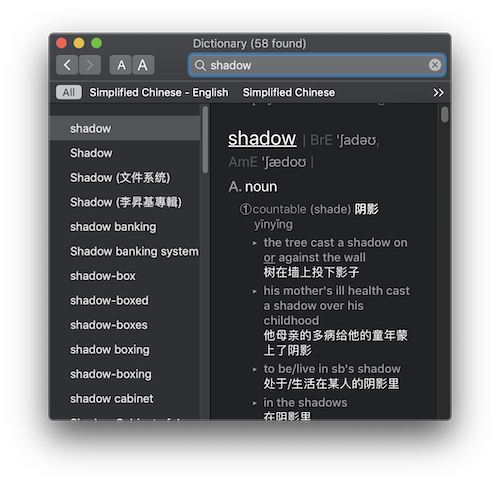 Dictionary (58 found)
A A
shadow
All Simplified Chinese - English Simplified Chinese
shadow
Shadow
Shadow (文件系统)
Shadow (李昇基專輯)
shadow banking
Shadow banking system
shadow-box
shadow-boxed
shadow-boxes
shadow boxing
shadow-boxing
shadow cabinet
shadow | BrE ˈʃadəʊ,
AmE ˈʃædoʊ |
A. noun
①countable (shade) 阴影
yīnyǐng
▸ the tree cast a shadow on
or against the wall
树在墙上投下影子
▸ his mother's ill health cast
a shadow over his
childhood
他母亲的多病给他的童年蒙
上了阴影
▸ to be/live in sb's shadow
处于/生活在某人的阴影里
▸ in the shadows
在阴影里